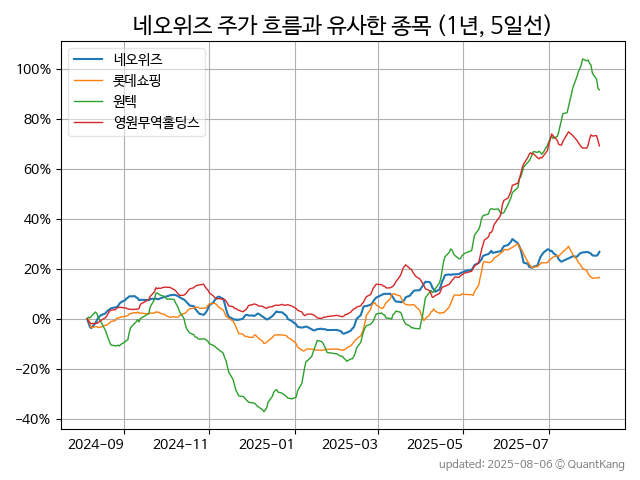 네오위즈 주가 흐름과 유사한 종목 (1년, 5일선)
네오위즈
롯데쇼핑
원텍
영원무역홀딩스
100%
80%
60%
40%
20%
0%
−20%
−40%
2024-09 2024-11 2025-01 2025-03 2025-05 2025-07
updated: 2025-08-06 © QuantKang